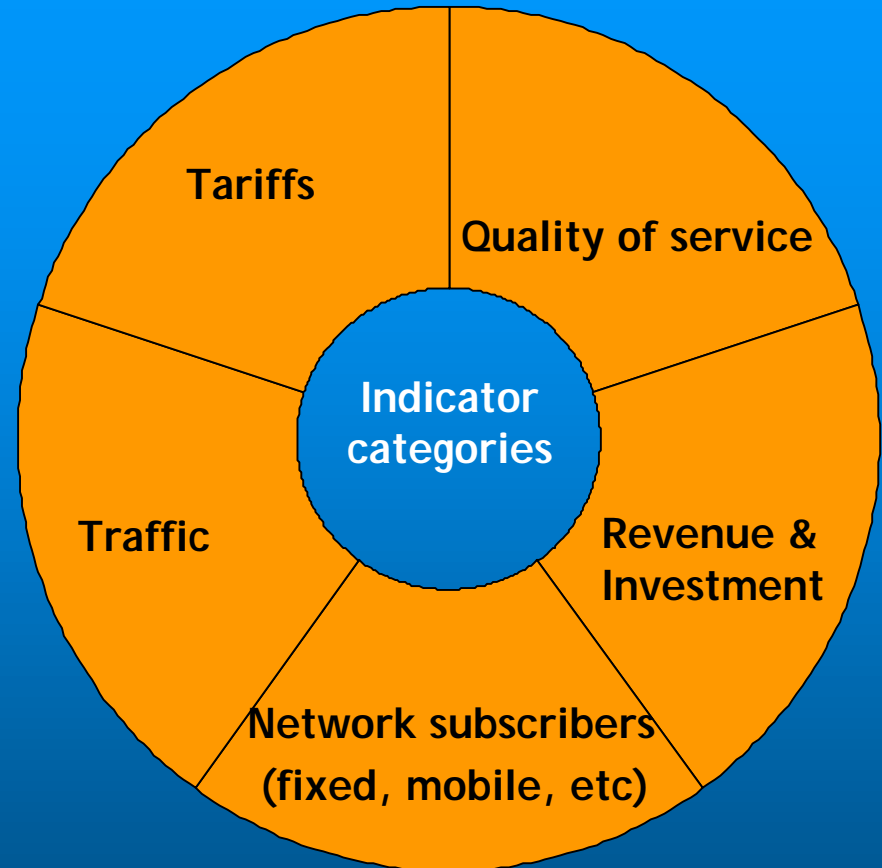 Tariffs
Quality of service
Indicator
categories
Traffic
Revenue &
Investment
Network subscribers
(fixed, mobile, etc)